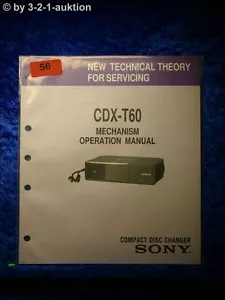 © by 3-2-1-auktion
56
NEW TECHNICAL THEORY
FOR SERVICING
CDX-T60
MECHANISM
OPERATION MANUAL
COMPACT DISC CHANGER
SONY